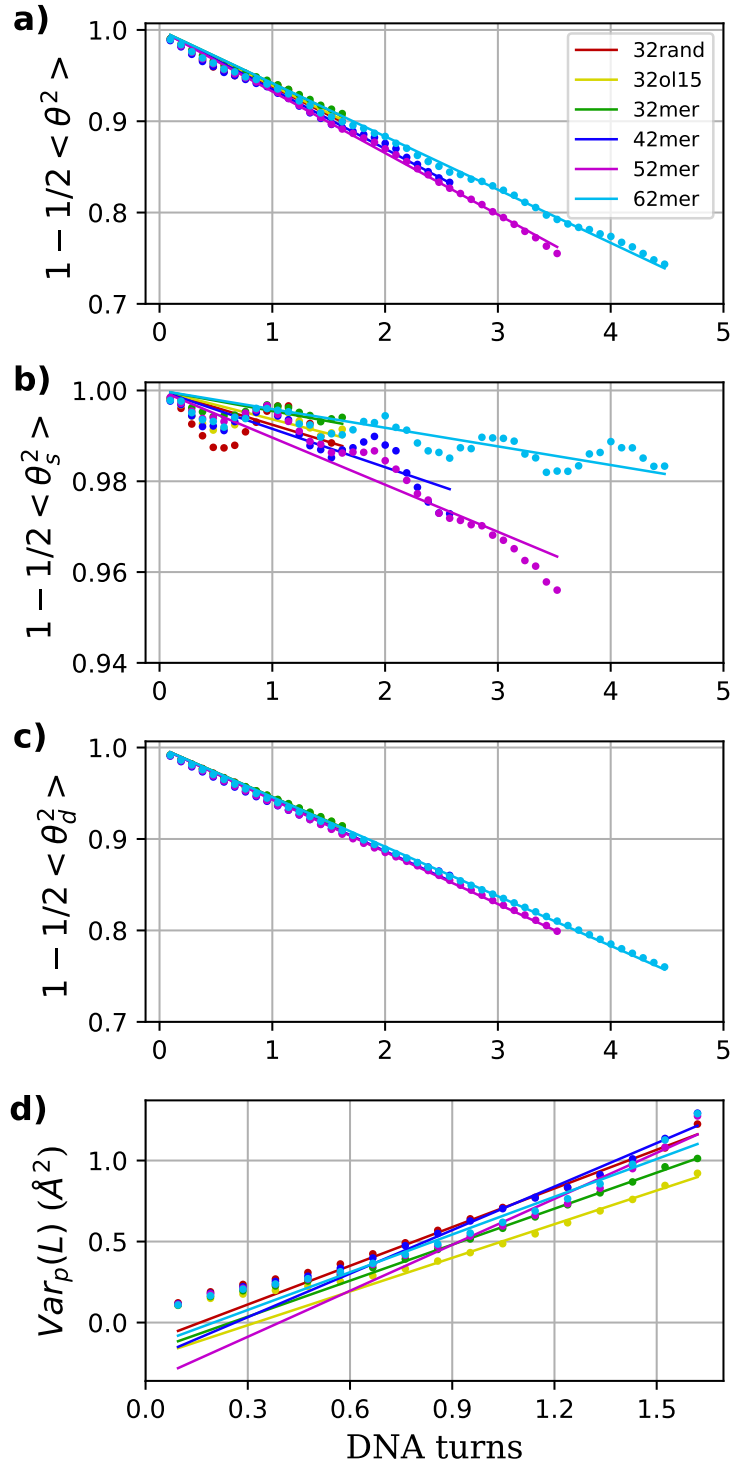 a)
1 − 1/2 < θ² >
1.0
0.9
0.8
0.7
0 1 2 3 4 5
32rand
32ol15
32mer
42mer
52mer
62mer
b)
1 − 1/2 < θ_s² >
1.00
0.98
0.96
0.94
0 1 2 3 4 5
c)
1 − 1/2 < θ_d² >
1.0
0.9
0.8
0.7
0 1 2 3 4 5
d)
Var_p(L) (Å²)
1.0
0.5
0.0
0.0 0.3 0.6 0.9 1.2 1.5
DNA turns